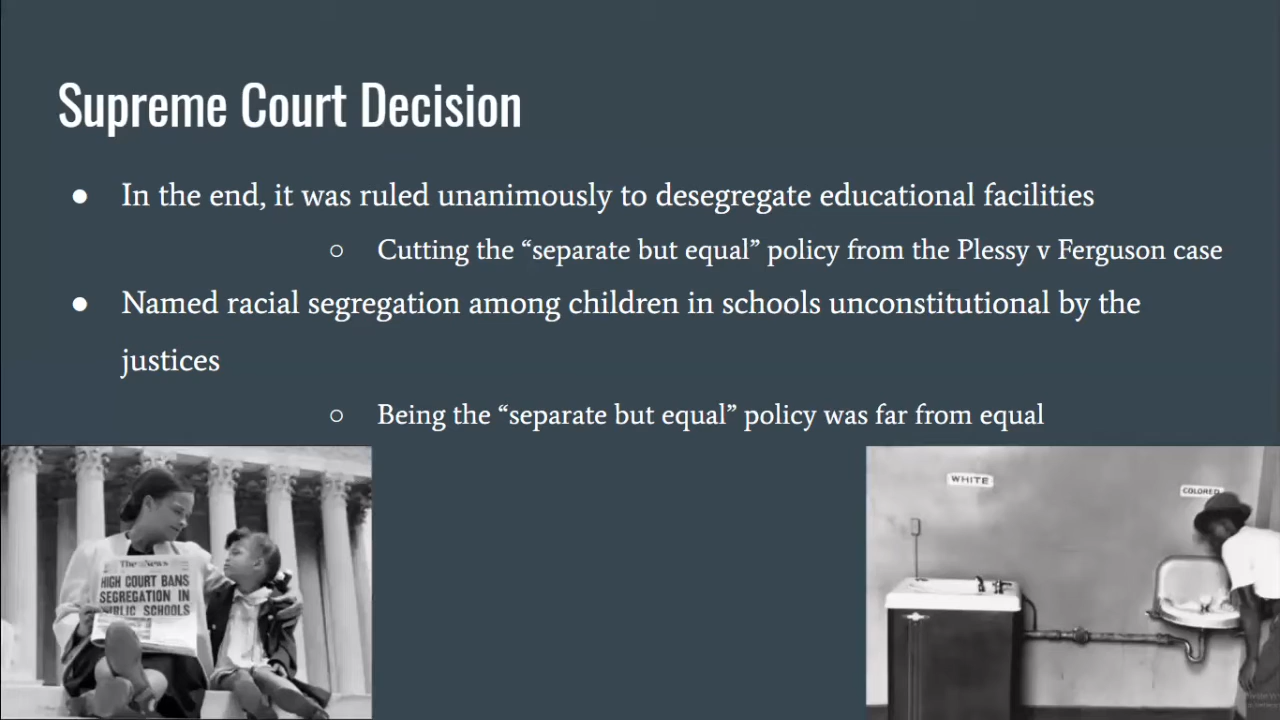 Supreme Court Decision
● In the end, it was ruled unanimously to desegregate educational facilities
○ Cutting the “separate but equal” policy from the Plessy v Ferguson case
● Named racial segregation among children in schools unconstitutional by the
justices
○ Being the “separate but equal” policy was far from equal
The News
HIGH COURT BANS
SEGREGATION IN
PUBLIC SCHOOLS
WHITE
COLORED